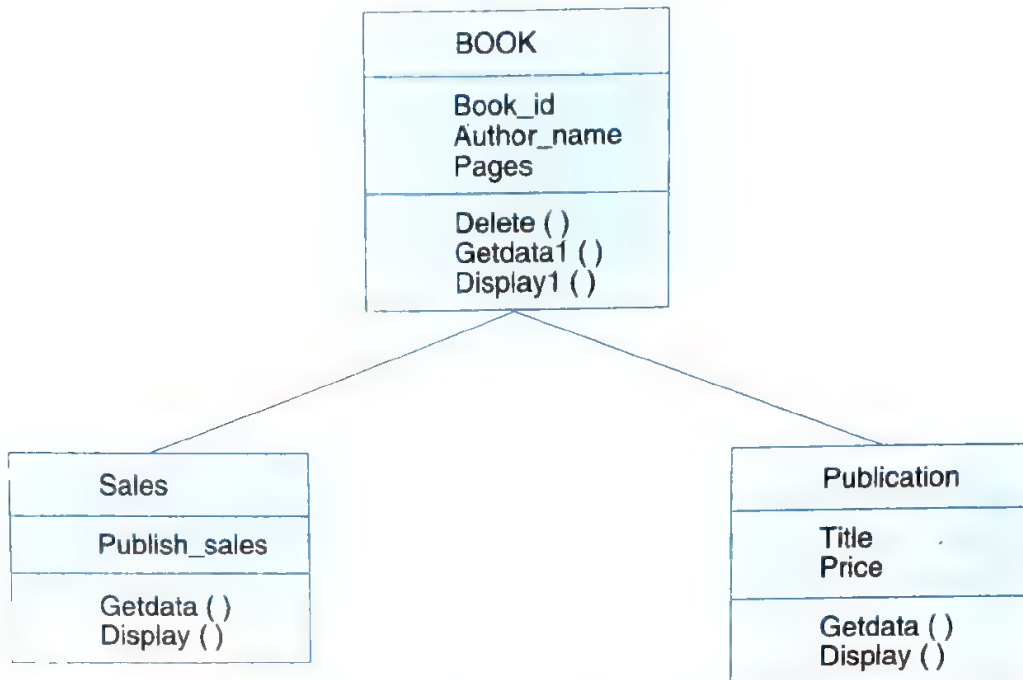 BOOK
Book_id
Author_name
Pages
Delete ( )
Getdata1 ( )
Display1 ( )
Sales
Publish_sales
Getdata ( )
Display ( )
Publication
Title
Price
Getdata ( )
Display ( )